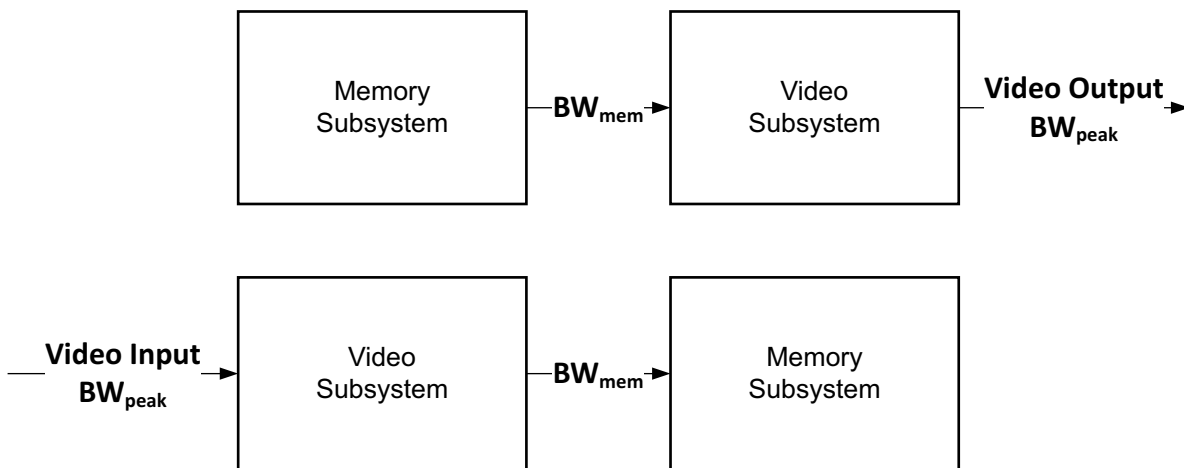 Memory
Subsystem
BWmem
Video
Subsystem
Video Output
BWpeak
Video Input
BWpeak
Video
Subsystem
BWmem
Memory
Subsystem